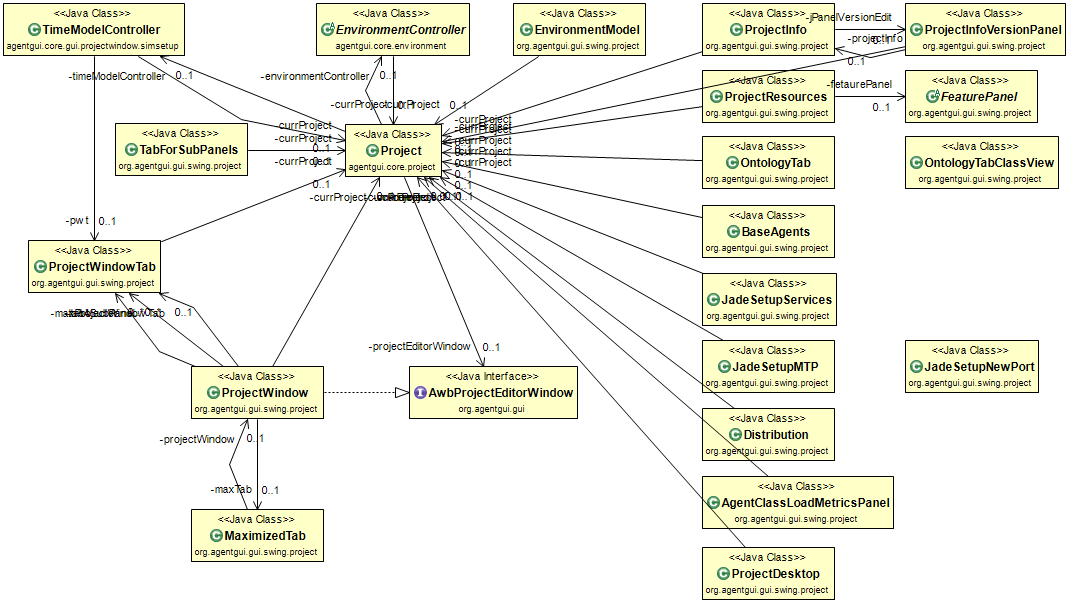 <<Java Class>>
TimeModelController
agentgui.core.gui.projectwindow.simsetup
<<Java Class>>
EnvironmentController
agentgui.core.environment
<<Java Class>>
EnvironmentModel
org.agentgui.gui.swing.project
<<Java Class>>
ProjectInfo
org.agentgui.gui.swing.project
-jPanelVersionEdit
0..1
-projectInfo
0..1
<<Java Class>>
ProjectInfoVersionPanel
org.agentgui.gui.swing.project
-timeModelController
0..1
-environmentController
0..1
<<Java Class>>
ProjectResources
org.agentgui.gui.swing.project
-fetaurePanel
0..1
<<Java Class>>
FeaturePanel
org.agentgui.gui.swing.project
-currProject
-currProject
0..1
0..1
-currProject
-currProject
-currProject
0..1
0..1
-currProject
0..1
-currProject
-currProject
-currProject
-currProject
-currProject
0..1
0..1
0..1
<<Java Class>>
TabForSubPanels
org.agentgui.gui.swing.project
<<Java Class>>
Project
agentgui.core.project
<<Java Class>>
OntologyTab
org.agentgui.gui.swing.project
<<Java Class>>
OntologyTabClassView
org.agentgui.gui.swing.project
-currProject
-pwt
0..1
<<Java Class>>
BaseAgents
org.agentgui.gui.swing.project
<<Java Class>>
ProjectWindowTab
org.agentgui.gui.swing.project
<<Java Class>>
JadeSetupServices
org.agentgui.gui.swing.project
0..1
-projectEditorWindow
0..1
<<Java Class>>
JadeSetupMTP
org.agentgui.gui.swing.project
<<Java Class>>
JadeSetupNewPort
org.agentgui.gui.swing.project
<<Java Class>>
ProjectWindow
org.agentgui.gui.swing.project
<<Java Interface>>
AwbProjectEditorWindow
org.agentgui.gui
<<Java Class>>
Distribution
org.agentgui.gui.swing.project
-projectWindow
0..1
-maxTab
0..1
<<Java Class>>
AgentClassLoadMetricsPanel
org.agentgui.gui.swing.project
<<Java Class>>
MaximizedTab
org.agentgui.gui.swing.project
<<Java Class>>
ProjectDesktop
org.agentgui.gui.swing.project